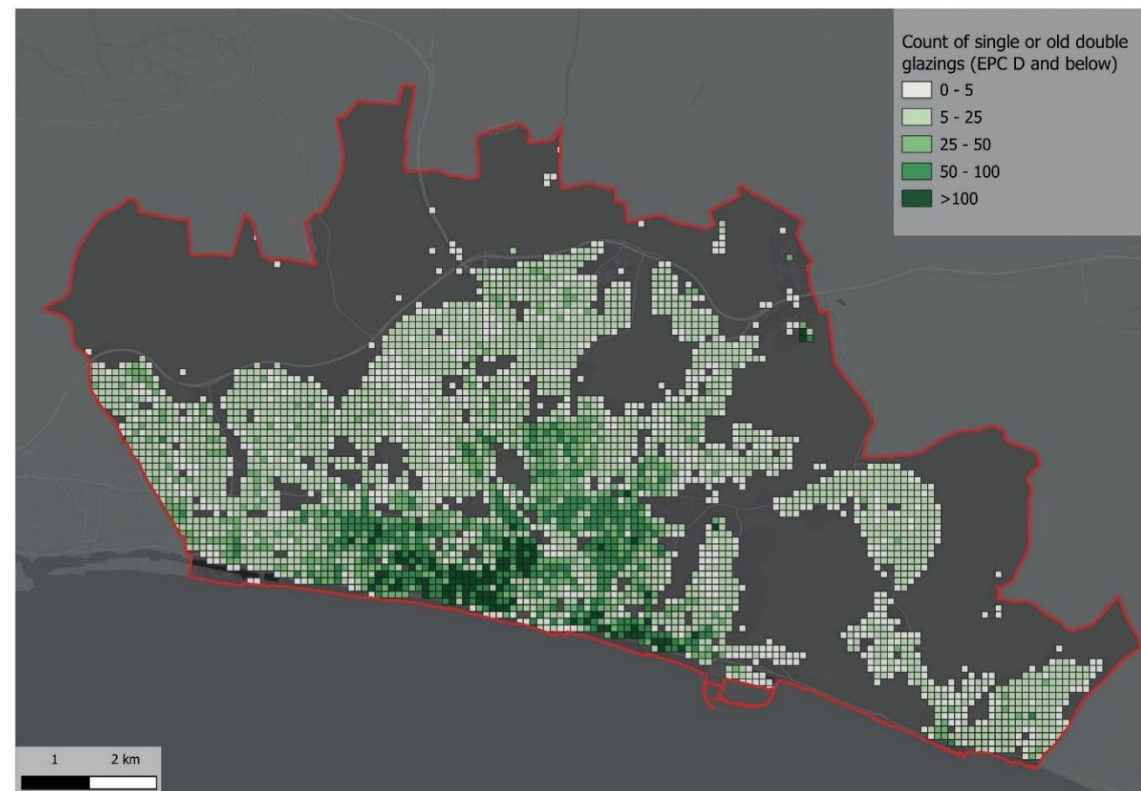 Count of single or old double
glazings (EPC D and below)
0 - 5
5 - 25
25 - 50
50 - 100
>100
1 2 km